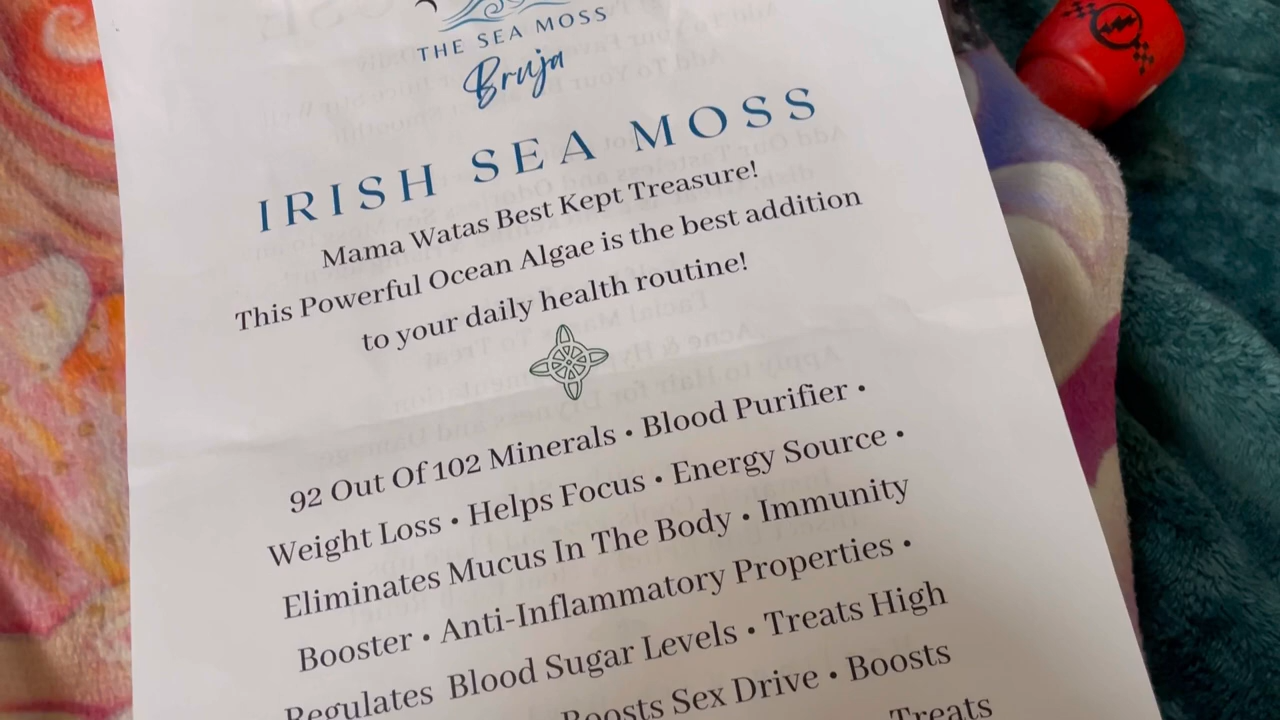 THE SEA MOSS
Bruja
IRISH SEA MOSS
Mama Watas Best Kept Treasure!
This Powerful Ocean Algae is the best addition
to your daily health routine!
92 Out Of 102 Minerals • Blood Purifier •
Weight Loss • Helps Focus • Energy Source •
Eliminates Mucus In The Body • Immunity
Booster • Anti-Inflammatory Properties •
Regulates Blood Sugar Levels • Treats High
Boosts Sex Drive • Boosts
Treats